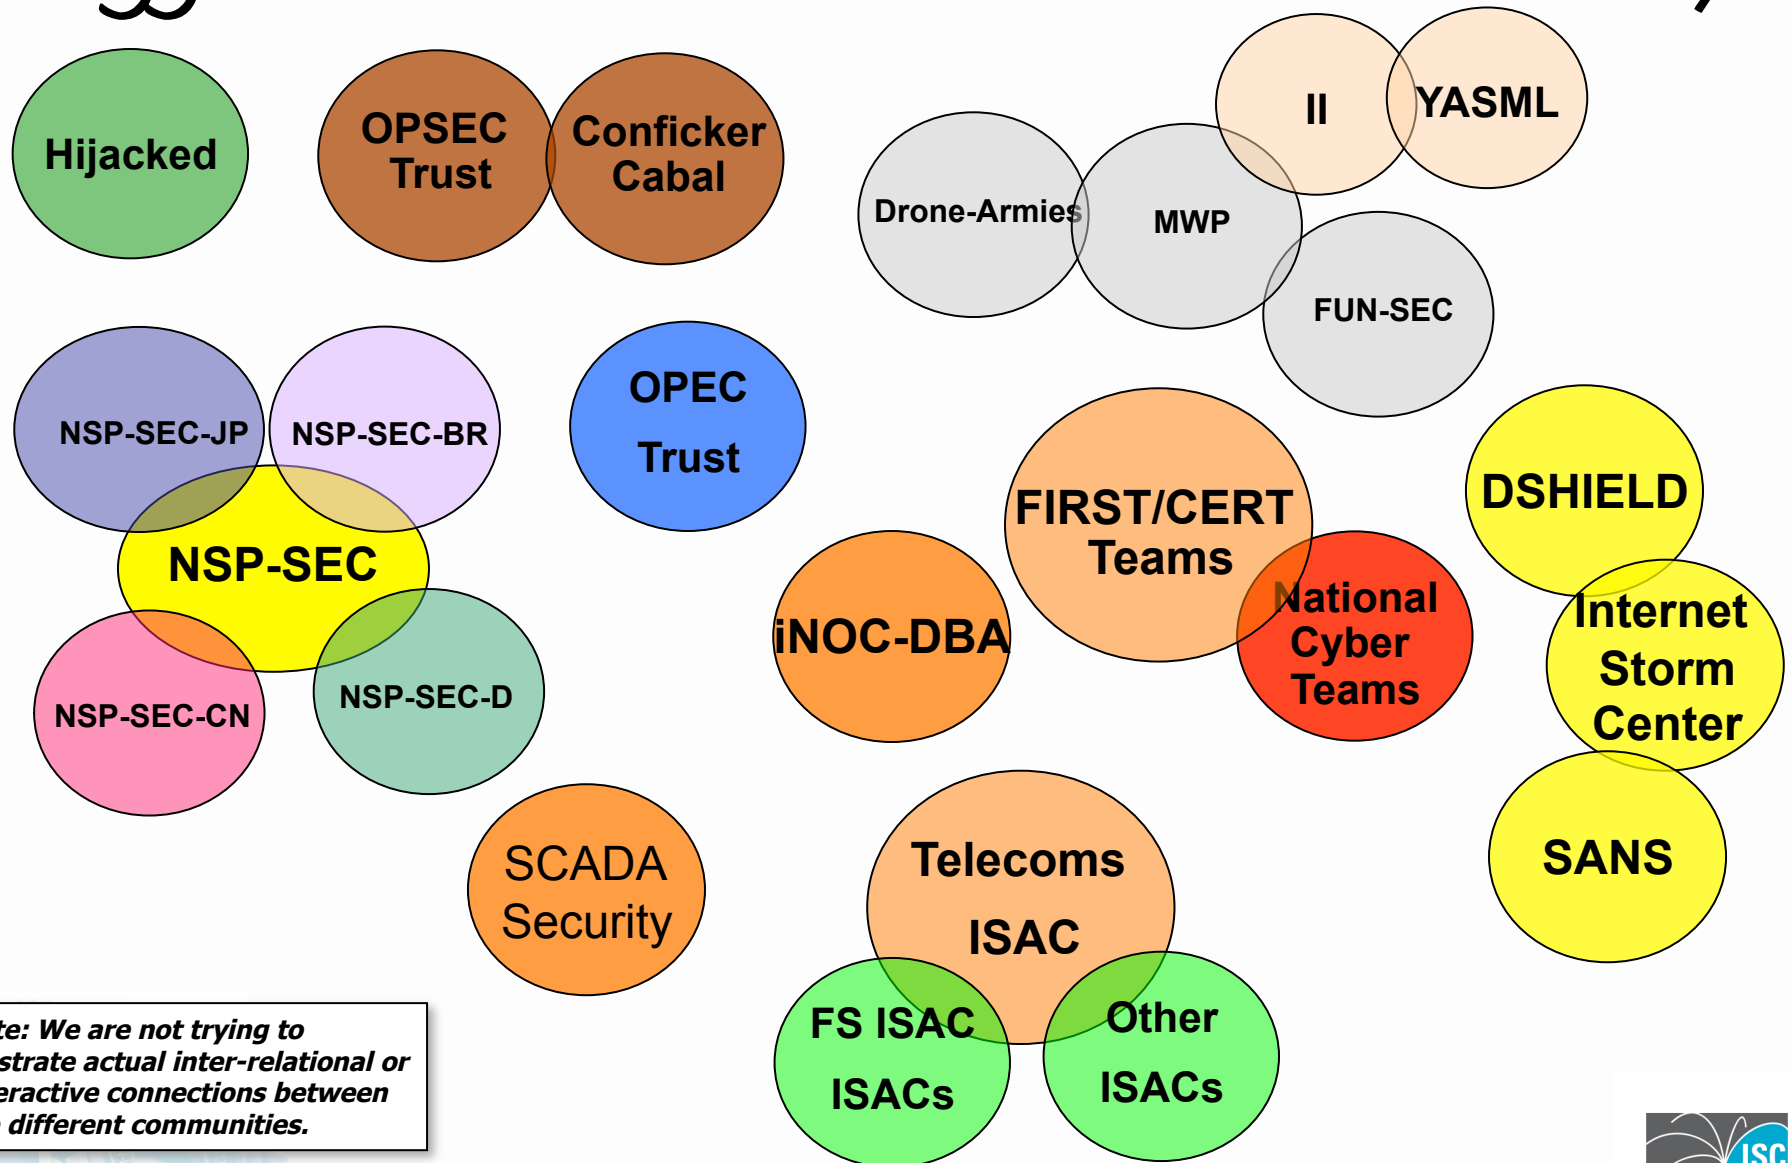 Hijacked
OPSEC
Trust
Conficker
Cabal
II
YASML
Drone-Armies
MWP
FUN-SEC
NSP-SEC-JP
NSP-SEC-BR
NSP-SEC
NSP-SEC-CN
NSP-SEC-D
OPEC
Trust
FIRST/CERT
Teams
National
Cyber
Teams
iNOC-DBA
DSHIELD
Internet
Storm
Center
SANS
SCADA
Security
Telecoms
ISAC
FS ISAC
ISACs
Other
ISACs
te: We are not trying to
strate actual inter-relational or
eractive connections between
different communities.
ISC